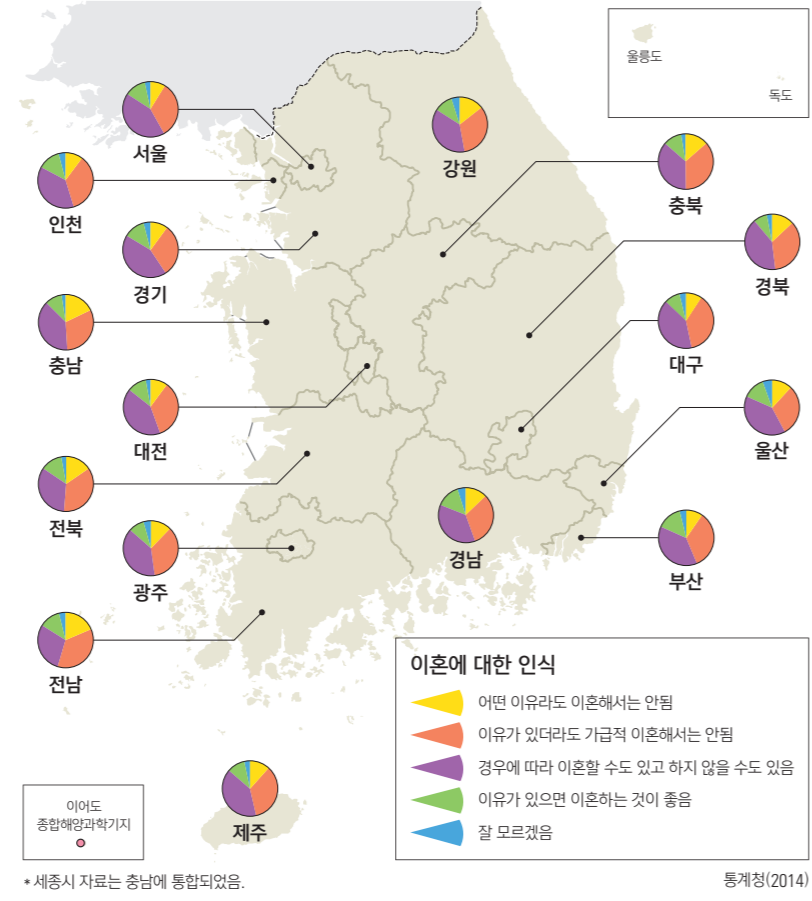 울릉도
독도
서울
강원
충북
인천
경북
경기
대구
충남
울산
대전
전북
경남
부산
광주
전남
제주
이혼에 대한 인식
어떤 이유라도 이혼해서는 안됨
이유가 있더라도 가급적 이혼해서는 안됨
경우에 따라 이혼할 수도 있고 하지 않을 수도 있음
이유가 있으면 이혼하는 것이 좋음
잘 모르겠음
이어도
종합해양과학기지
* 세종시 자료는 충남에 통합되었음.
통계청(2014)